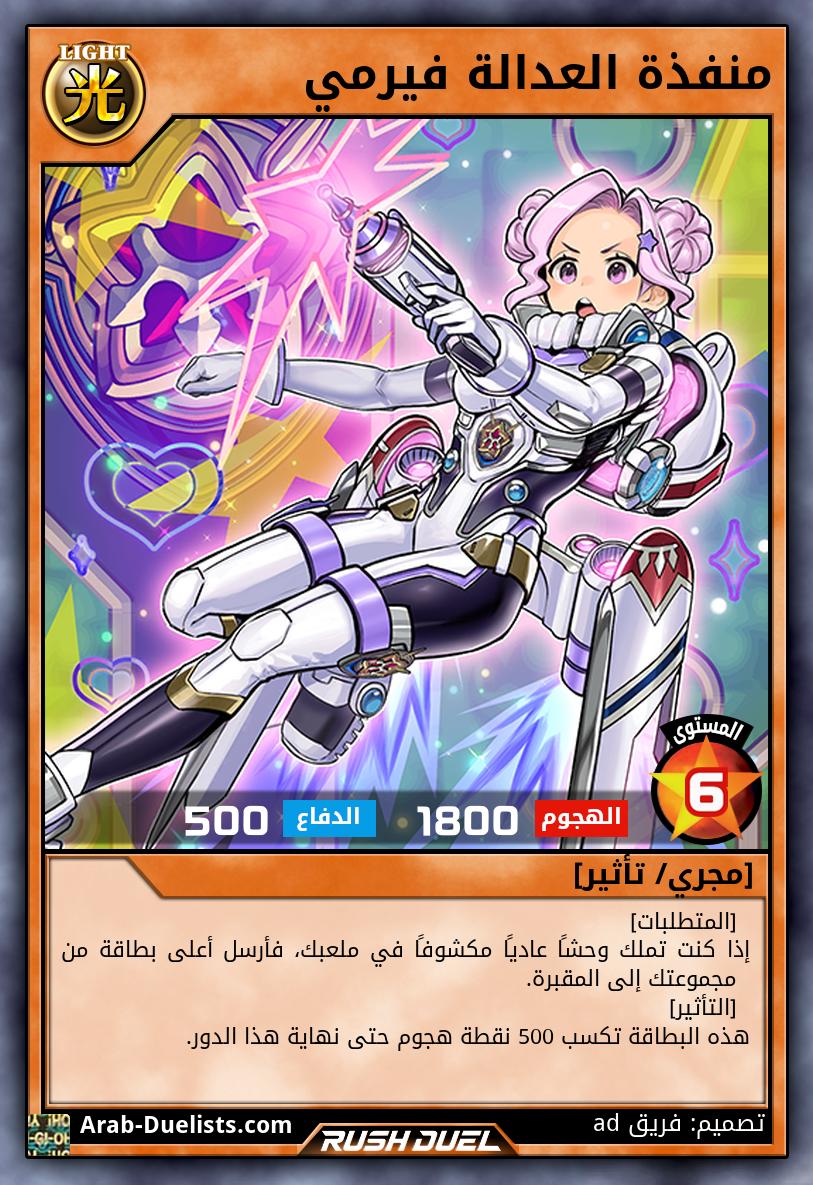 LIGHT
光
منفذة العدالة فيرمي
المستوى
6
الهجوم 1800 الدفاع 500
[مجري/ تأثير]
[المتطلبات]
إذا كنت تملك وحشاً عادياً مكشوفاً في ملعبك، فأرسل أعلى بطاقة من
مجموعتك إلى المقبرة.
[التأثير]
هذه البطاقة تكسب 500 نقطة هجوم حتى نهاية هذا الدور.
تصميم: فريق ad
Arab-Duelists.com
RUSH DUEL